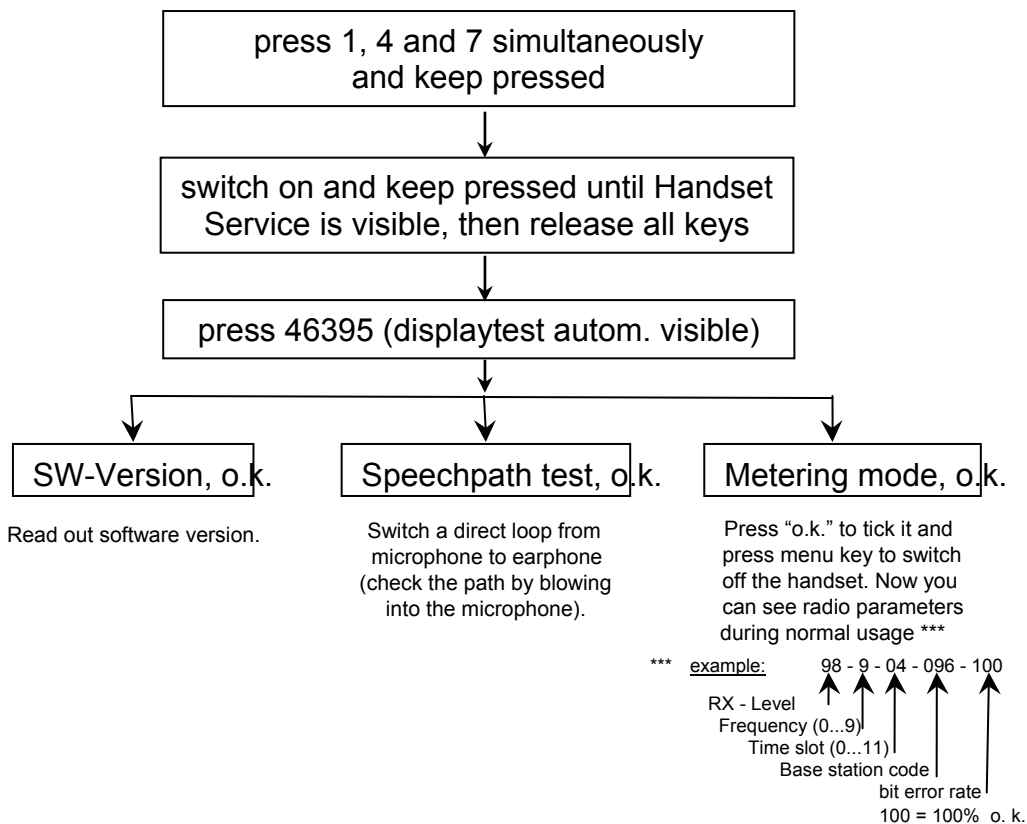 press 1, 4 and 7 simultaneously
and keep pressed
switch on and keep pressed until Handset
Service is visible, then release all keys
press 46395 (displaytest autom. visible)
SW-Version, o.k.
Read out software version.
Speechpath test, o.k.
Switch a direct loop from
microphone to earphone
(check the path by blowing
into the microphone).
Metering mode, o.k.
Press “o.k.” to tick it and
press menu key to switch
off the handset. Now you
can see radio parameters
during normal usage ***
*** example: 98 - 9 - 04 - 096 - 100
RX - Level
Frequency (0...9)
Time slot (0...11)
Base station code
bit error rate
100 = 100% o. k.